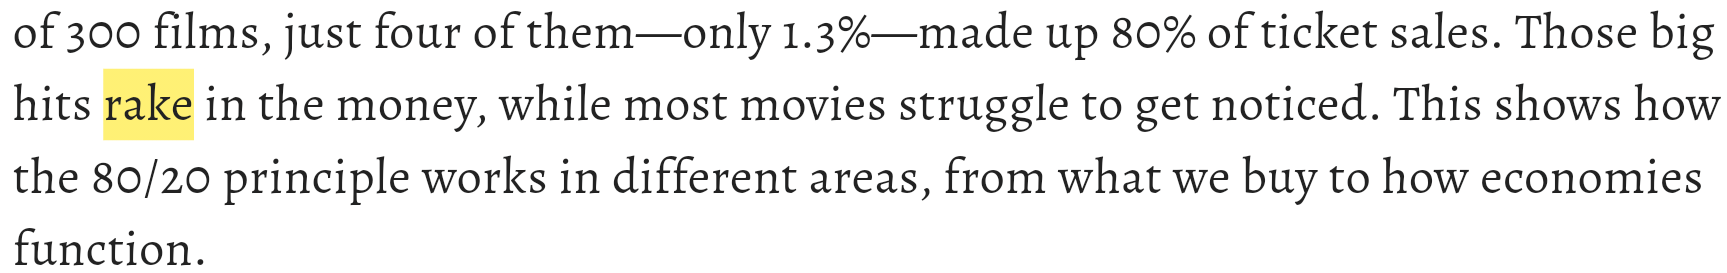 of 300 films, just four of them—only 1.3%—made up 80% of ticket sales. Those big
hits rake in the money, while most movies struggle to get noticed. This shows how
the 80/20 principle works in different areas, from what we buy to how economies
function.